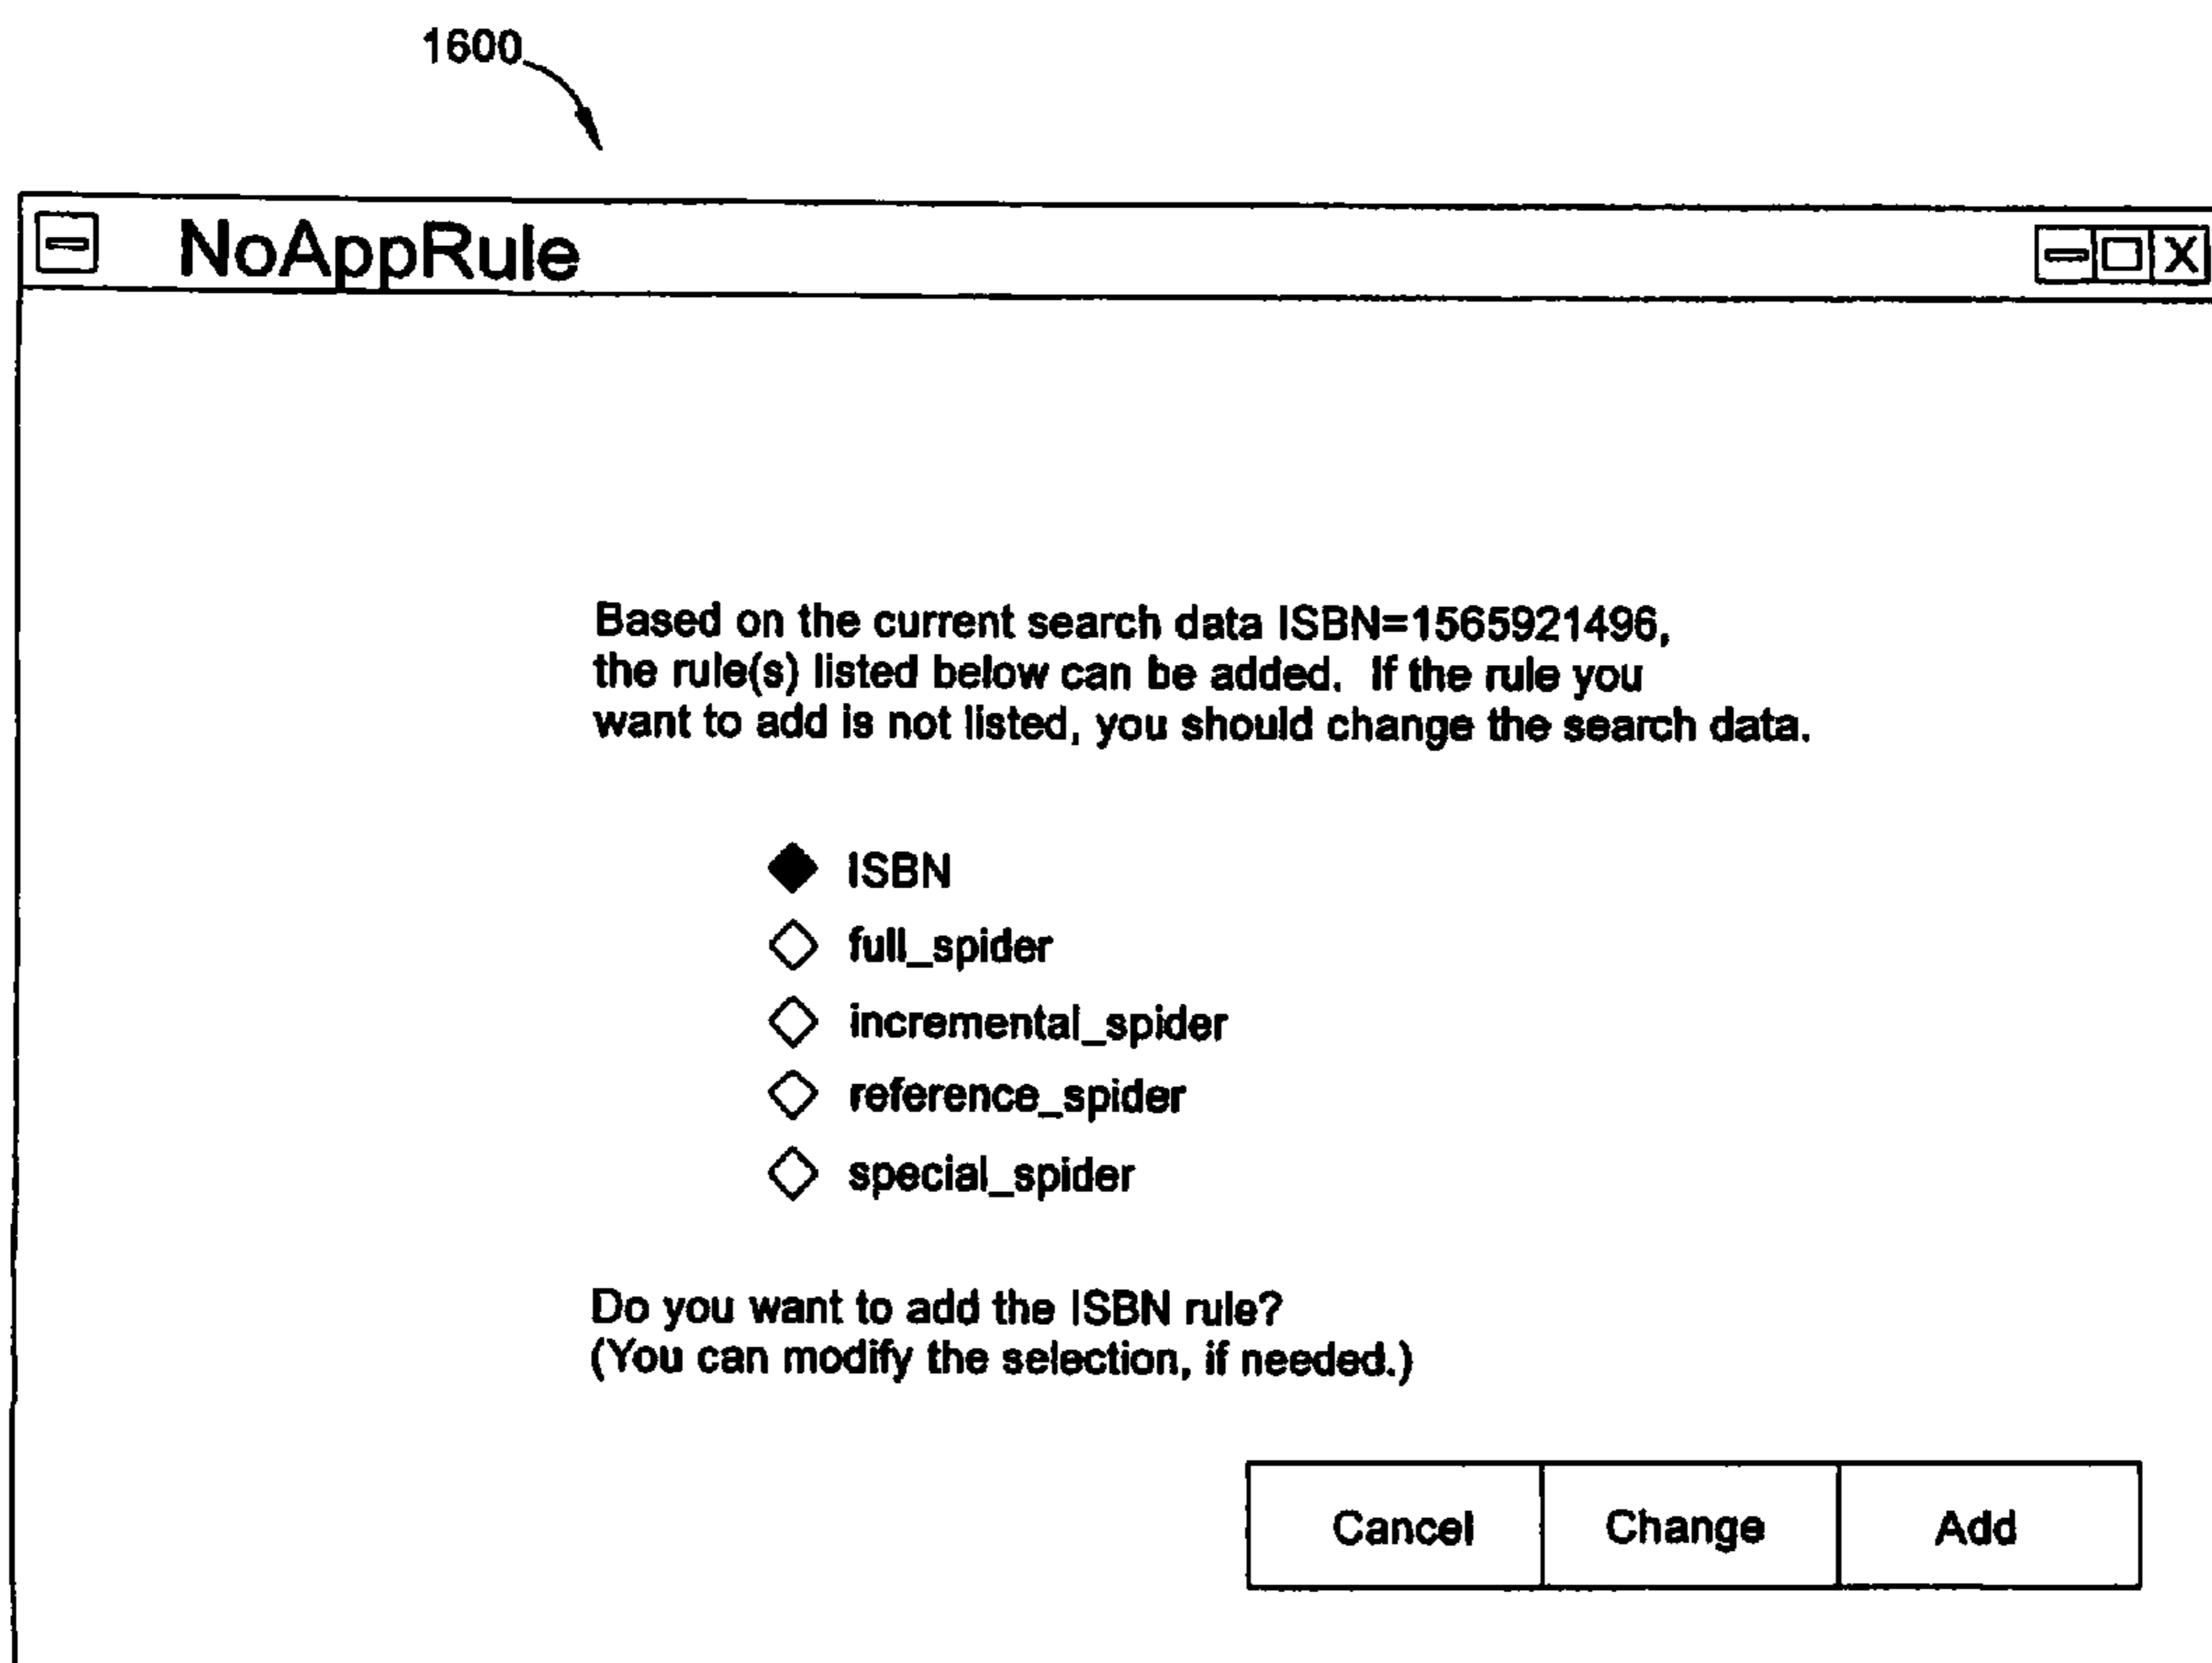 1600
NoAppRule
X
Based on the current search data ISBN=1565921496,
the rule(s) listed below can be added. If the rule you
want to add is not listed, you should change the search data.
ISBN
full_spider
incremental_spider
reference_spider
special_spider
Do you want to add the ISBN rule?
(You can modify the selection, if needed.)
Cancel Change Add